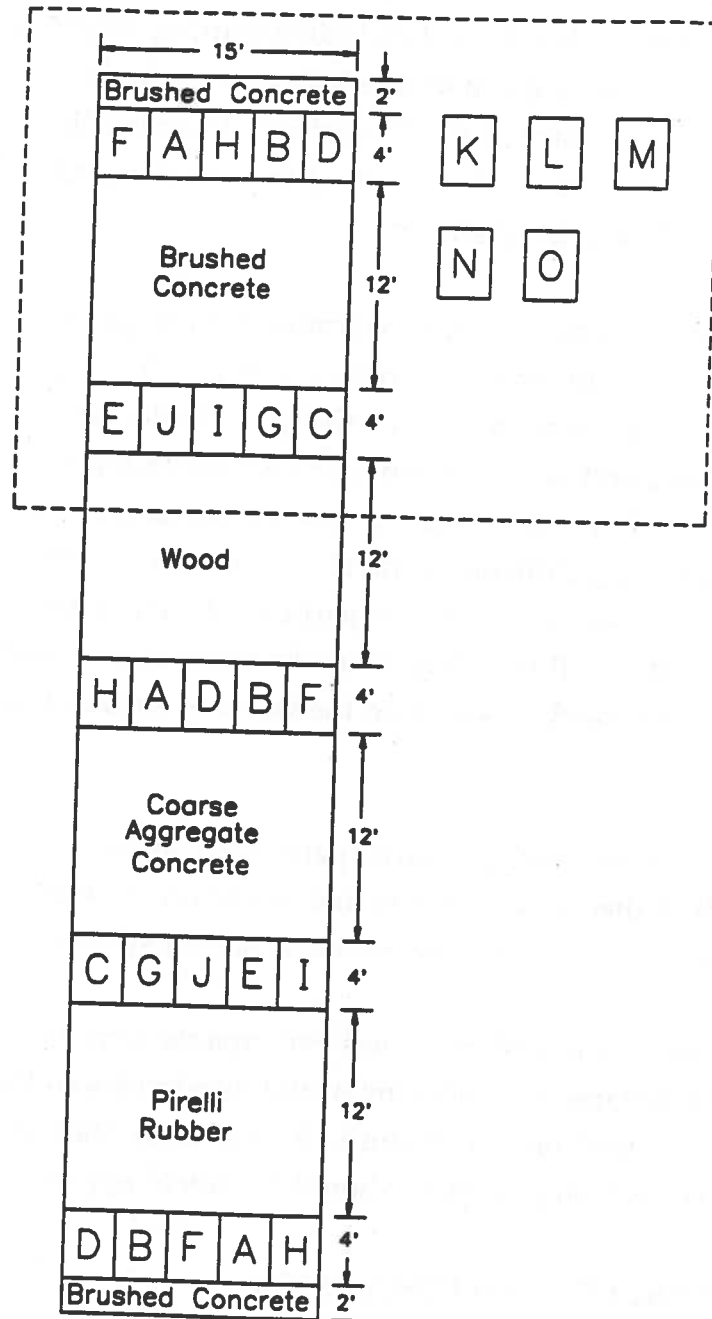 15'
Brushed Concrete 2'
F A H B D 4' K L M
Brushed
Concrete
12' N O
E J I G C 4'
Wood 12'
H A D B F 4'
Coarse
Aggregate
Concrete
12'
C G J E I 4'
Pirelli
Rubber
12'
D B F A H 4'
Brushed Concrete 2'